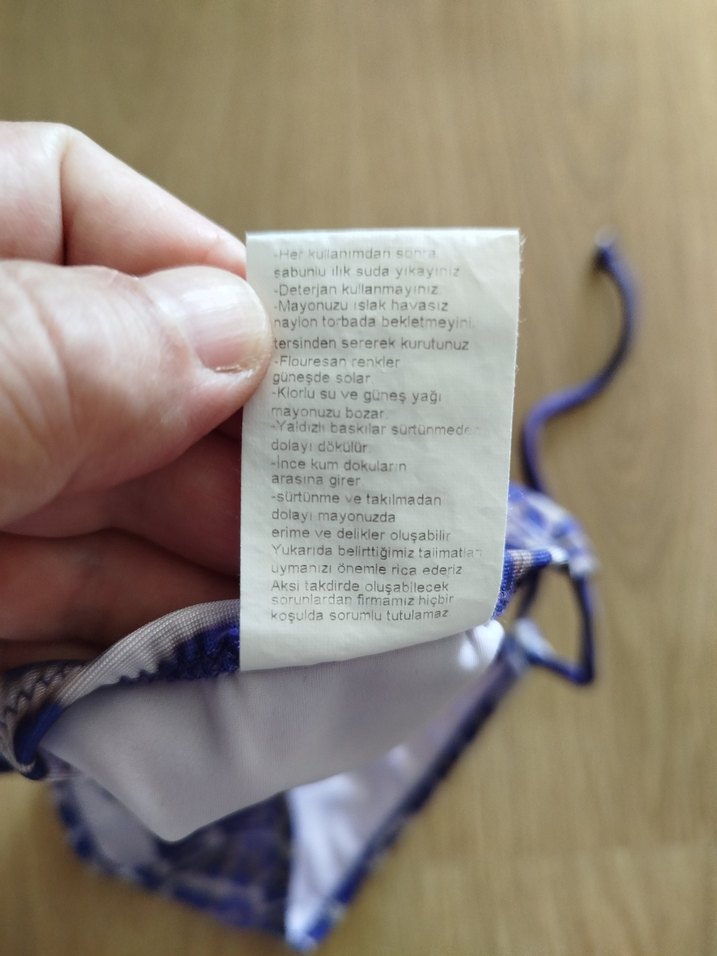 -Her kullanımdan sonra
sabunlu ılık suda yıkayınız
-Deterjan kullanmayınız.
-Mayonuzu ıslak havasız
naylon torbada bekletmeyini.
tersinden sererek kurutunuz
-Flouresan renkler
güneşde solar.
-Klorlu su ve güneş yağı
mayonuzu bozar.
-Yaldızlı baskılar sürtünmeden
dolayı dökülür.
-İnce kum dokuların
arasına girer
-sürtünme ve takılmadan
dolayı mayonuzda
erime ve delikler oluşabilir
Yukarıda belirttiğimiz talimatlar
uymanızı önemle rica ederiz
Aksi takdirde oluşabilecek
sorunlardan firmamız hiçbir
koşulda sorumlu tutulamaz